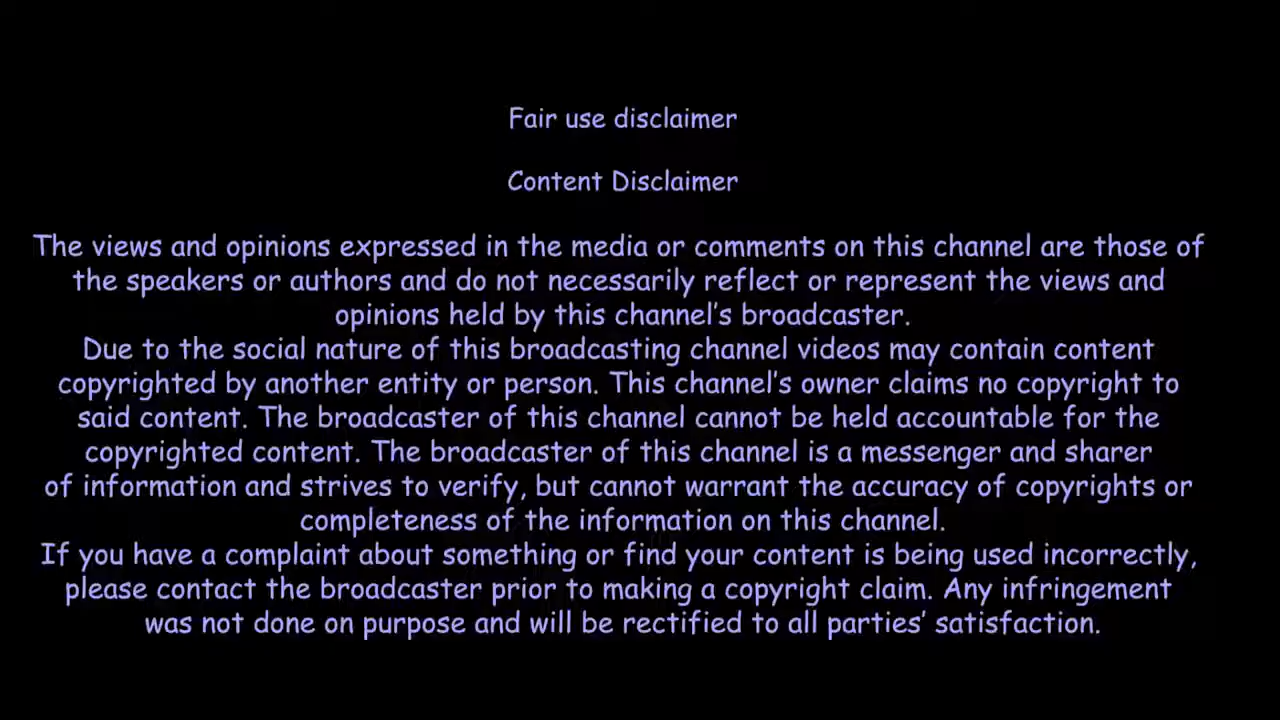 Fair use disclaimer
Content Disclaimer
The views and opinions expressed in the media or comments on this channel are those of
the speakers or authors and do not necessarily reflect or represent the views and
opinions held by this channel's broadcaster.
Due to the social nature of this broadcasting channel videos may contain content
copyrighted by another entity or person. This channel's owner claims no copyright to
said content. The broadcaster of this channel cannot be held accountable for the
copyrighted content. The broadcaster of this channel is a messenger and sharer
of information and strives to verify, but cannot warrant the accuracy of copyrights or
completeness of the information on this channel.
If you have a complaint about something or find your content is being used incorrectly,
please contact the broadcaster prior to making a copyright claim. Any infringement
was not done on purpose and will be rectified to all parties' satisfaction.